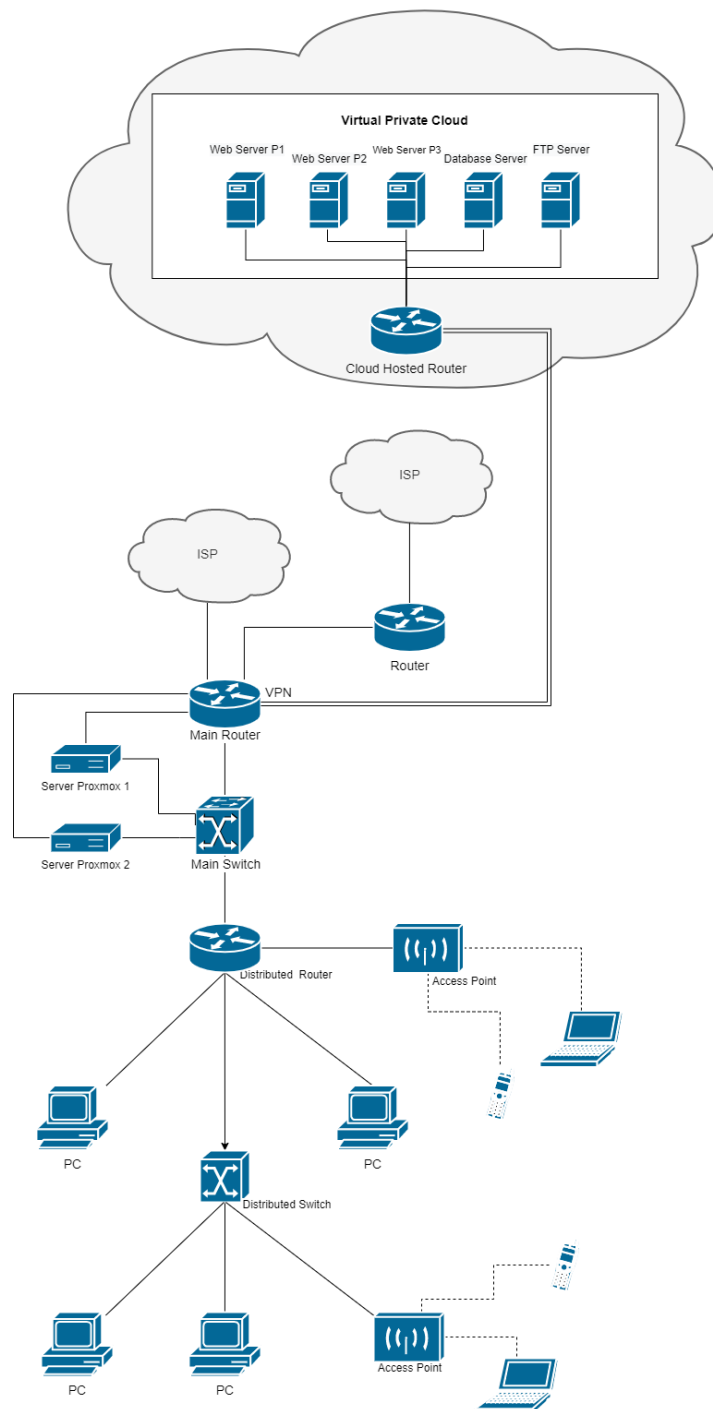 Virtual Private Cloud
Web Server P1
Web Server P2
Web Server P3
Database Server
FTP Server
Cloud Hosted Router
ISP
ISP
Router
VPN
Main Router
Server Proxmox 1
Server Proxmox 2
Main Switch
Distributed Router
Access Point
PC
PC
Distributed Switch
Access Point
PC
PC